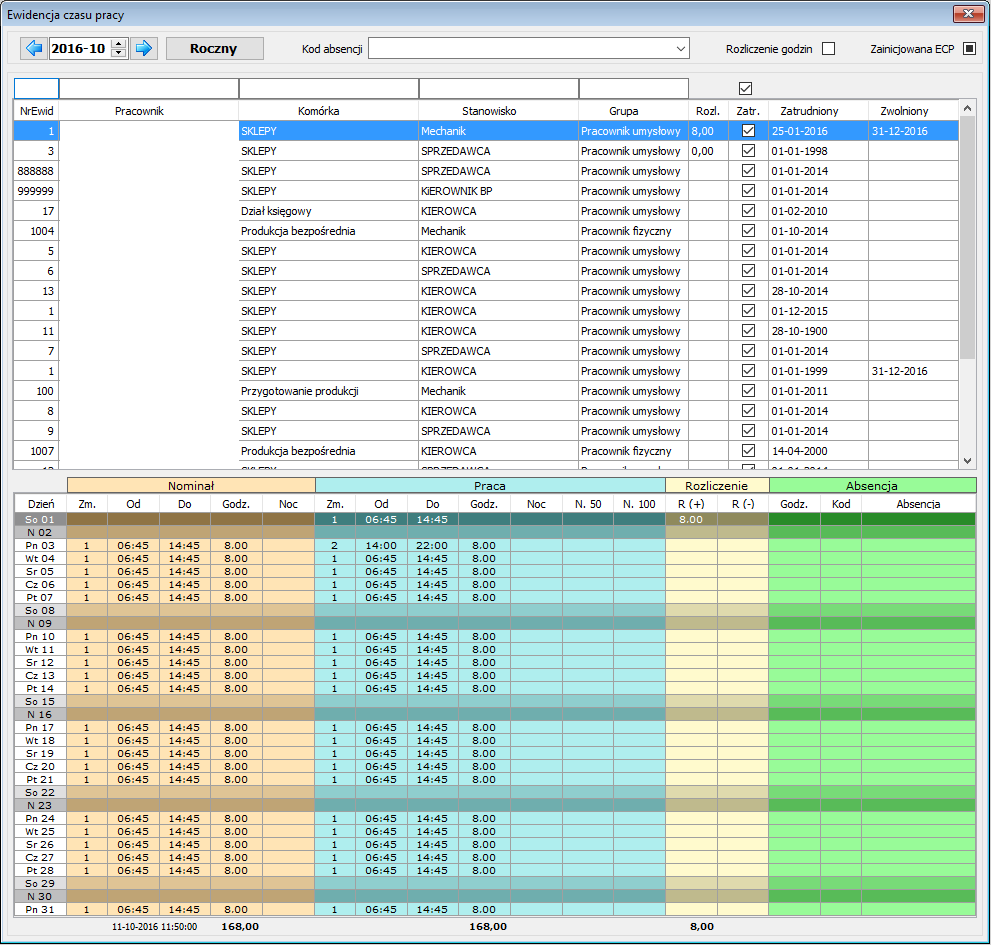 Ewidencja czasu pracy
2016-10 Roczny Kod absencji Rozliczenie godzin Zainicjowana ECP
NrEwid Pracownik Komórka Stanowisko Grupa Rozl. Zatr. Zatrudniony Zwolniony
1 SKLEPY Mechanik Pracownik umysłowy 8,00 25-01-2016 31-12-2016
3 SKLEPY SPRZEDAWCA Pracownik umysłowy 0,00 01-01-1998
888888 SKLEPY SPRZEDAWCA Pracownik umysłowy 01-01-2014
999999 SKLEPY KiEROWNIK BP Pracownik umysłowy 01-01-2014
17 Dział księgowy KIEROWCA Pracownik umysłowy 01-02-2010
1004 Produkcja bezpośrednia Mechanik Pracownik fizyczny 01-10-2014
5 SKLEPY KIEROWCA Pracownik umysłowy 01-01-2014
6 SKLEPY SPRZEDAWCA Pracownik umysłowy 01-01-2014
13 SKLEPY KIEROWCA Pracownik umysłowy 28-10-2014
1 SKLEPY KIEROWCA Pracownik umysłowy 01-12-2015
11 SKLEPY KIEROWCA Pracownik umysłowy 28-10-1900
7 SKLEPY SPRZEDAWCA Pracownik umysłowy 01-01-2014
1 SKLEPY KIEROWCA Pracownik umysłowy 01-01-1999 31-12-2016
100 Przygotowanie produkcji Mechanik Pracownik umysłowy 01-01-2011
8 SKLEPY KIEROWCA Pracownik umysłowy 01-01-2014
9 SKLEPY SPRZEDAWCA Pracownik umysłowy 01-01-2014
1007 Produkcja bezpośrednia KIEROWCA Pracownik fizyczny 14-04-2000
Nominał Praca Rozliczenie Absencja
Dzień Zm. Od Do Godz. Noc Zm. Od Do Godz. Noc N. 50 N. 100 R (+) R (-) Godz. Kod Absencja
So 01 1 06:45 14:45 8.00
N 02
Pn 03 1 06:45 14:45 8.00 2 14:00 22:00 8.00
Wt 04 1 06:45 14:45 8.00 1 06:45 14:45 8.00
Sr 05 1 06:45 14:45 8.00 1 06:45 14:45 8.00
Cz 06 1 06:45 14:45 8.00 1 06:45 14:45 8.00
Pt 07 1 06:45 14:45 8.00 1 06:45 14:45 8.00
So 08
N 09
Pn 10 1 06:45 14:45 8.00 1 06:45 14:45 8.00
Wt 11 1 06:45 14:45 8.00 1 06:45 14:45 8.00
Sr 12 1 06:45 14:45 8.00 1 06:45 14:45 8.00
Cz 13 1 06:45 14:45 8.00 1 06:45 14:45 8.00
Pt 14 1 06:45 14:45 8.00 1 06:45 14:45 8.00
So 15
N 16
Pn 17 1 06:45 14:45 8.00 1 06:45 14:45 8.00
Wt 18 1 06:45 14:45 8.00 1 06:45 14:45 8.00
Sr 19 1 06:45 14:45 8.00 1 06:45 14:45 8.00
Cz 20 1 06:45 14:45 8.00 1 06:45 14:45 8.00
Pt 21 1 06:45 14:45 8.00 1 06:45 14:45 8.00
So 22
N 23
Pn 24 1 06:45 14:45 8.00 1 06:45 14:45 8.00
Wt 25 1 06:45 14:45 8.00 1 06:45 14:45 8.00
Sr 26 1 06:45 14:45 8.00 1 06:45 14:45 8.00
Cz 27 1 06:45 14:45 8.00 1 06:45 14:45 8.00
Pt 28 1 06:45 14:45 8.00 1 06:45 14:45 8.00
So 29
N 30
Pn 31 1 06:45 14:45 8.00 1 06:45 14:45 8.00
11-10-2016 11:50:00 168,00 168,00 8,00